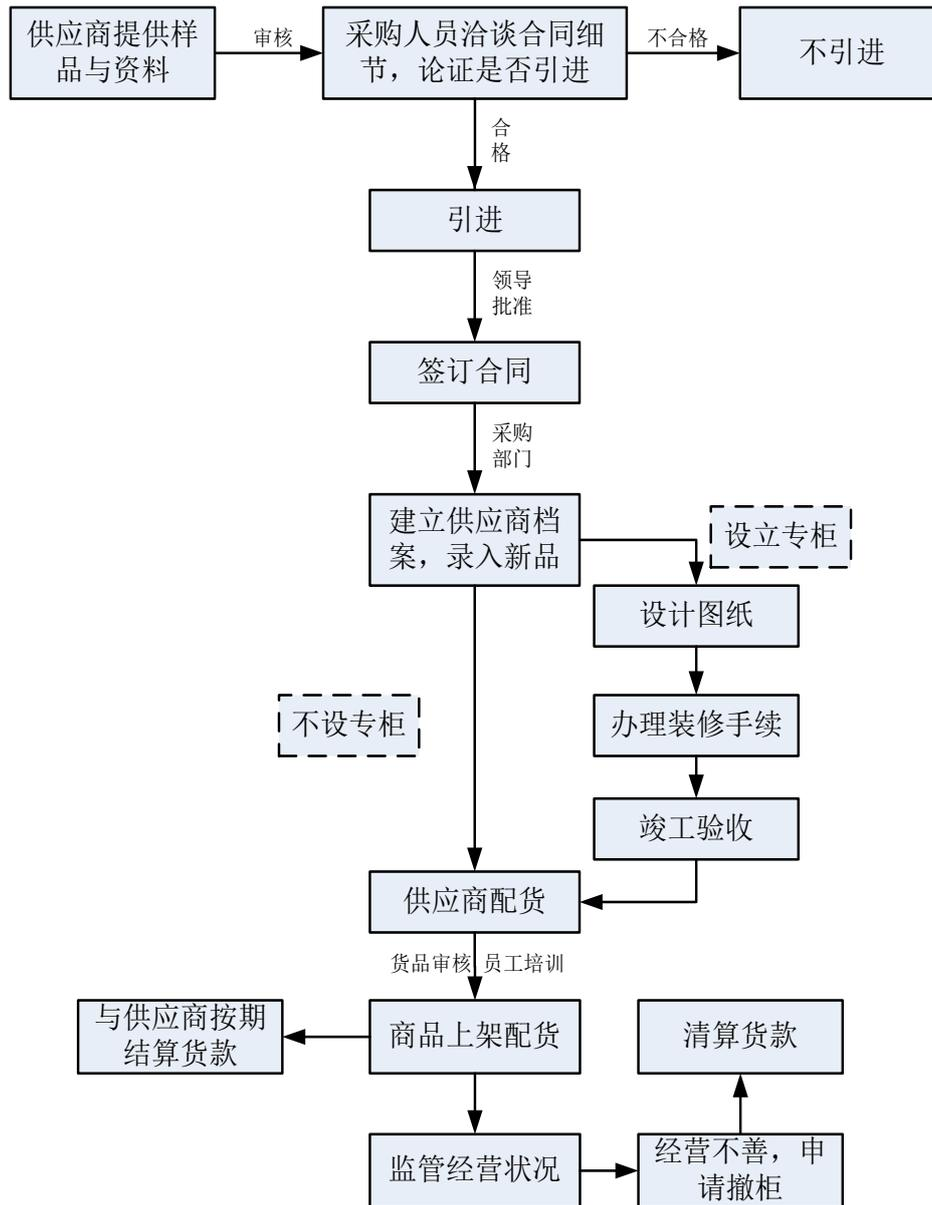 供应商提供样
品与资料
审核
采购人员洽谈合同细
节，论证是否引进
不合格
不引进
合
格
引进
领导
批准
签订合同
采购
部门
建立供应商档
案，录入新品
设立专柜
设计图纸
不设专柜
办理装修手续
竣工验收
供应商配货
货品审核 员工培训
与供应商按期
结算货款
商品上架配货
清算货款
监管经营状况
经营不善，申
请撤柜